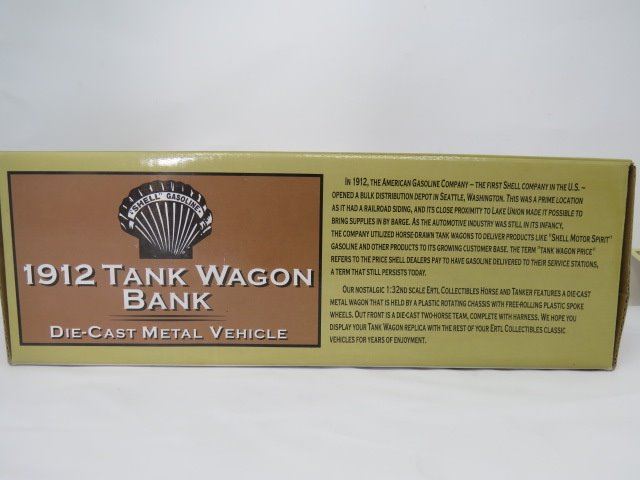 "SHELL" GASOLINE
1912 TANK WAGON
BANK
DIE-CAST METAL VEHICLE
IN 1912, THE AMERICAN GASOLINE COMPANY – THE FIRST SHELL COMPANY IN THE U.S. –
OPENED A BULK DISTRIBUTION DEPOT IN SEATTLE, WASHINGTON. THIS WAS A PRIME LOCATION
AS IT HAD A RAILROAD SIDING, AND ITS CLOSE PROXIMITY TO LAKE UNION MADE IT POSSIBLE TO
BRING SUPPLIES IN BY BARGE. AS THE AUTOMOTIVE INDUSTRY WAS STILL IN ITS INFANCY,
THE COMPANY UTILIZED HORSE-DRAWN TANK WAGONS TO DELIVER PRODUCTS LIKE "SHELL MOTOR SPIRIT"
GASOLINE AND OTHER PRODUCTS TO ITS GROWING CUSTOMER BASE. THE TERM "TANK WAGON PRICE"
REFERS TO THE PRICE SHELL DEALERS PAY TO HAVE GASOLINE DELIVERED TO THEIR SERVICE STATIONS,
A TERM THAT STILL PERSISTS TODAY.
OUR NOSTALGIC 1:32ND SCALE ERTL COLLECTIBLES HORSE AND TANKER FEATURES A DIE-CAST
METAL WAGON THAT IS HELD BY A PLASTIC ROTATING CHASSIS WITH FREE-ROLLING PLASTIC SPOKE
WHEELS. OUT FRONT IS A DIE-CAST TWO-HORSE TEAM, COMPLETE WITH HARNESS. WE HOPE YOU
DISPLAY YOUR TANK WAGON REPLICA WITH THE REST OF YOUR ERTL COLLECTIBLES CLASSIC
VEHICLES FOR YEARS OF ENJOYMENT.